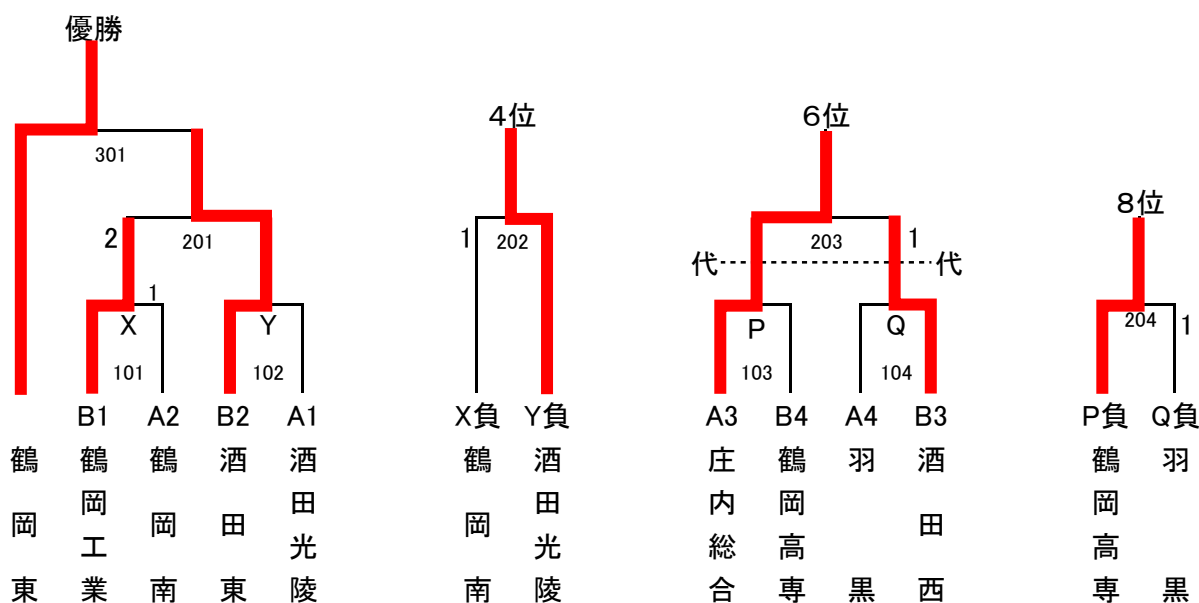 優勝
4位
6位
8位
301
2
201
1
202
203
1
代
代
1
X
Y
P
Q
204
1
101
102
103
104
B1
A2
B2
A1
X負
Y負
A3
B4
A4
B3
P負
Q負
鶴岡東
鶴岡工業
鶴岡南
酒田東
酒田光陵
鶴岡南
酒田光陵
庄内総合
鶴岡高専
羽黒
酒田西
鶴岡高専
羽黒